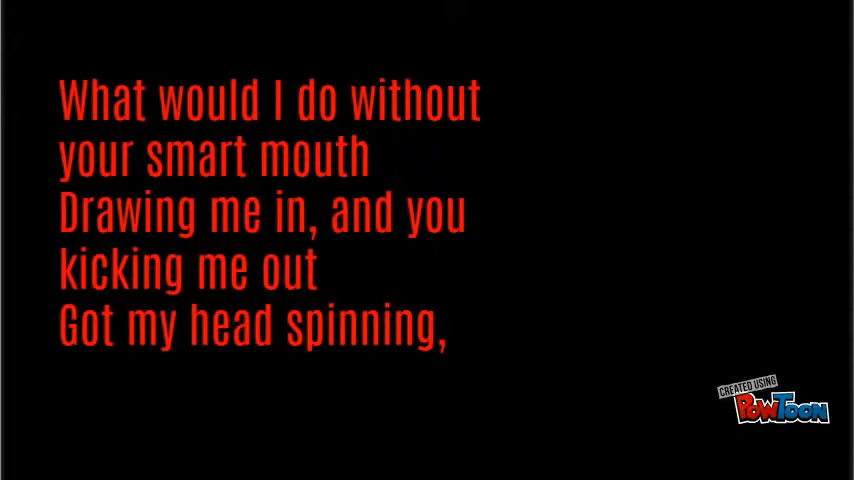 What would I do without
your smart mouth
Drawing me in, and you
kicking me out
Got my head spinning,
CREATED USING
POWTOON